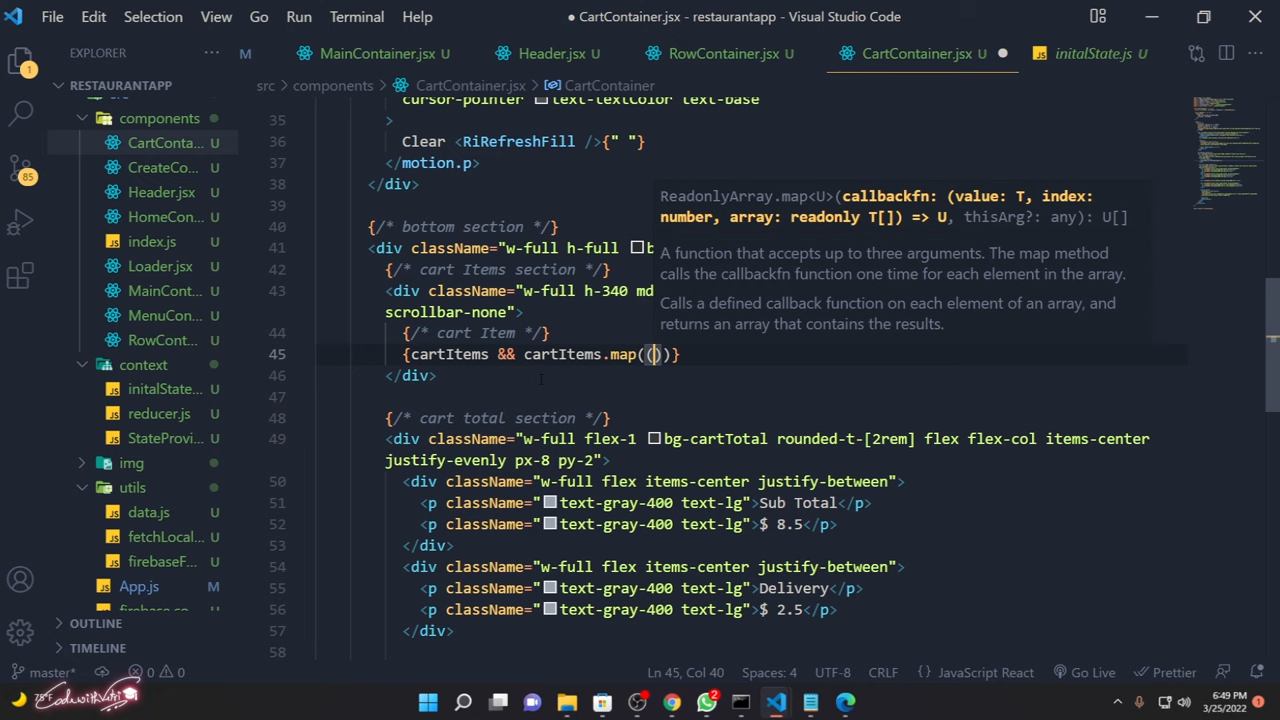 File Edit Selection View Go Run Terminal Help
● CartContainer.jsx - restaurantapp - Visual Studio Code
EXPLORER ...
M MainContainer.jsx U Header.jsx U RowContainer.jsx U CartContainer.jsx U ● initalState.js U ...
RESTAURANTAPP
src > components > CartContainer.jsx > CartContainer
src
components
CartConta... U
CreateCo... U
Header.jsx U
HomeCon... U
index.js U
Loader.jsx U
MainCont... U
MenuCon... U
RowCont... U
context
initalState... U
reducer.js U
StateProvi... U
img
utils
data.js U
fetchLocal... U
firebaseF... U
App.js U
firebase.co...
OUTLINE
TIMELINE
1
85
cursor-pointer text-textColor text-base
35 >
36 Clear <RiRefreshFill />{" "}
37 </motion.p>
38 </div>
39
40 {/* bottom section */}
41 <div className="w-full h-full b
42 {/* cart Items section */}
43 <div className="w-full h-340 md
scrollbar-none">
44 {/* cart Item */}
45 {cartItems && cartItems.map(())}
46 </div>
47
48 {/* cart total section */}
49 <div className="w-full flex-1 bg-cartTotal rounded-t-[2rem] flex flex-col items-center
justify-evenly px-8 py-2">
50 <div className="w-full flex items-center justify-between">
51 <p className="text-gray-400 text-lg">Sub Total</p>
52 <p className="text-gray-400 text-lg">$ 8.5</p>
53 </div>
54 <div className="w-full flex items-center justify-between">
55 <p className="text-gray-400 text-lg">Delivery</p>
56 <p className="text-gray-400 text-lg">$ 2.5</p>
57 </div>
58
ReadonlyArray.map<U>(callbackfn: (value: T, index:
number, array: readonly T[]) => U, thisArg?: any): U[]
A function that accepts up to three arguments. The map method
calls the callbackfn function one time for each element in the array.
Calls a defined callback function on each element of an array, and
returns an array that contains the results.
master* 0 0 Ln 45, Col 40 Spaces: 4 UTF-8 CRLF { } JavaScript React Go Live Prettier
78°F
2
6:49 PM
3/25/2022